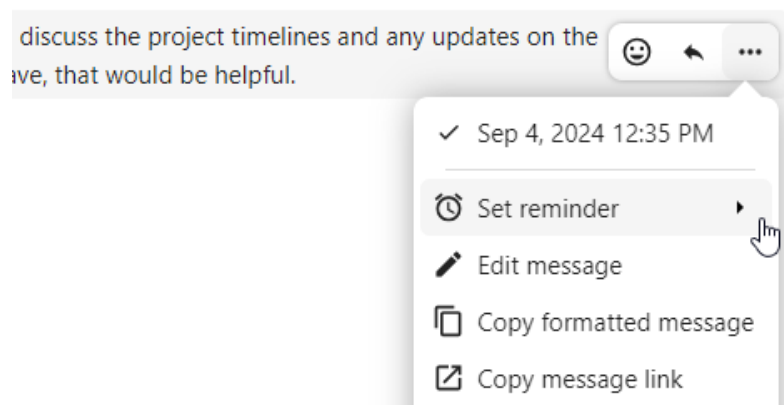 discuss the project timelines and any updates on the
ave, that would be helpful.
Sep 4, 2024 12:35 PM
Set reminder
Edit message
Copy formatted message
Copy message link